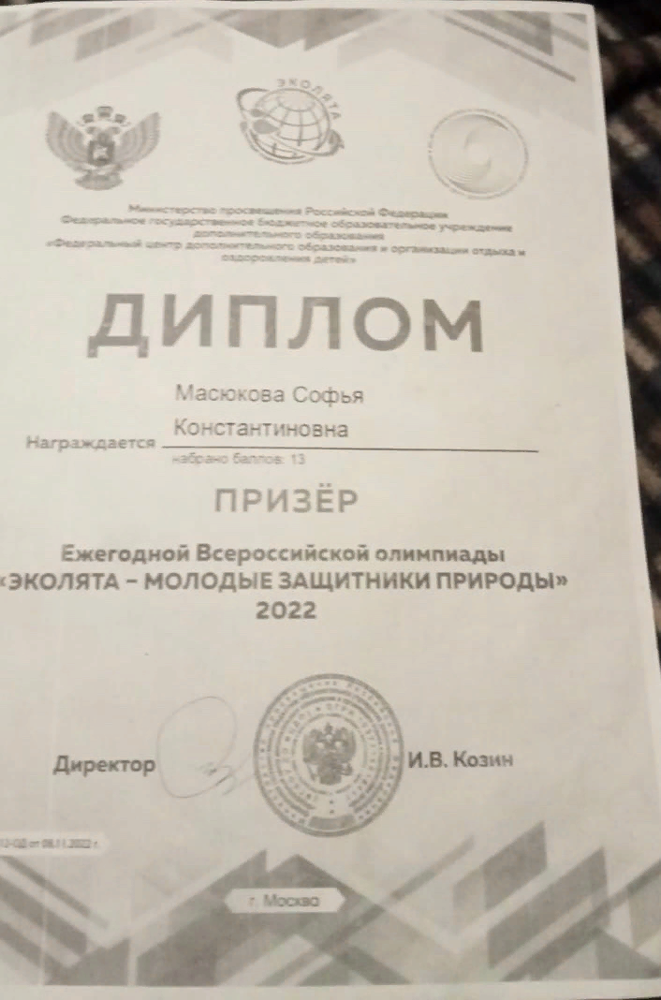 ЭКОЛЯТА
Министерство просвещения Российской Федерации
Федеральное государственное бюджетное образовательное учреждение
дополнительного образования
«Федеральный центр дополнительного образования и организации отдыха и
оздоровления детей»
ДИПЛОМ
Масюкова Софья
Константиновна
Награждается
набрано баллов: 13
ПРИЗЁР
Ежегодной Всероссийской олимпиады
«ЭКОЛЯТА – МОЛОДЫЕ ЗАЩИТНИКИ ПРИРОДЫ»
2022
Директор
И.В. Козин
12-ОД от 08.11.2022 г.
г. Москва